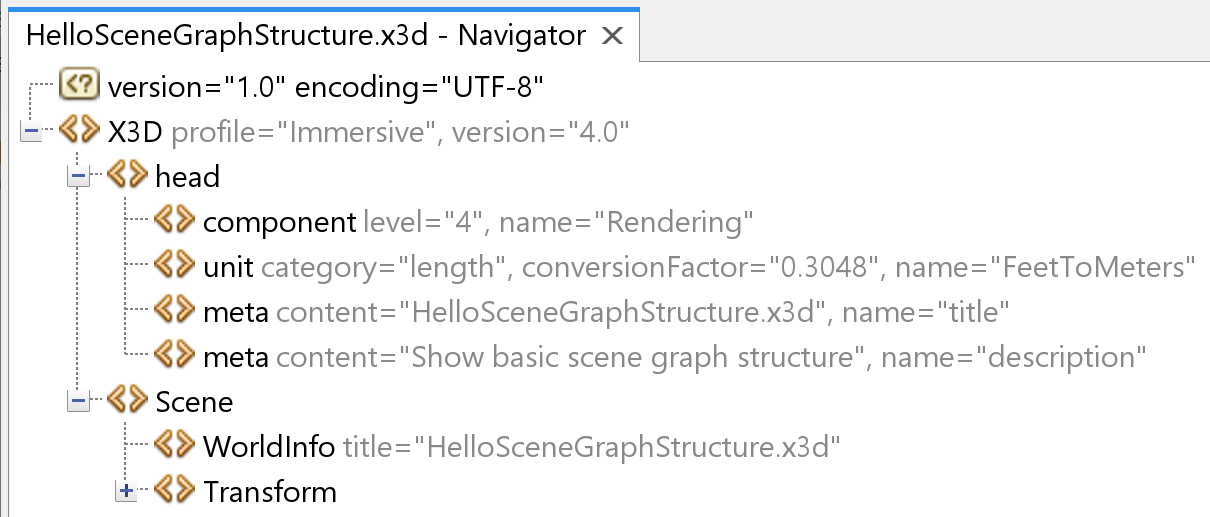 HelloSceneGraphStructure.x3d - Navigator
version="1.0" encoding="UTF-8"
X3D profile="Immersive", version="4.0"
head
component level="4", name="Rendering"
unit category="length", conversionFactor="0.3048", name="FeetToMeters"
meta content="HelloSceneGraphStructure.x3d", name="title"
meta content="Show basic scene graph structure", name="description"
Scene
WorldInfo title="HelloSceneGraphStructure.x3d"
Transform